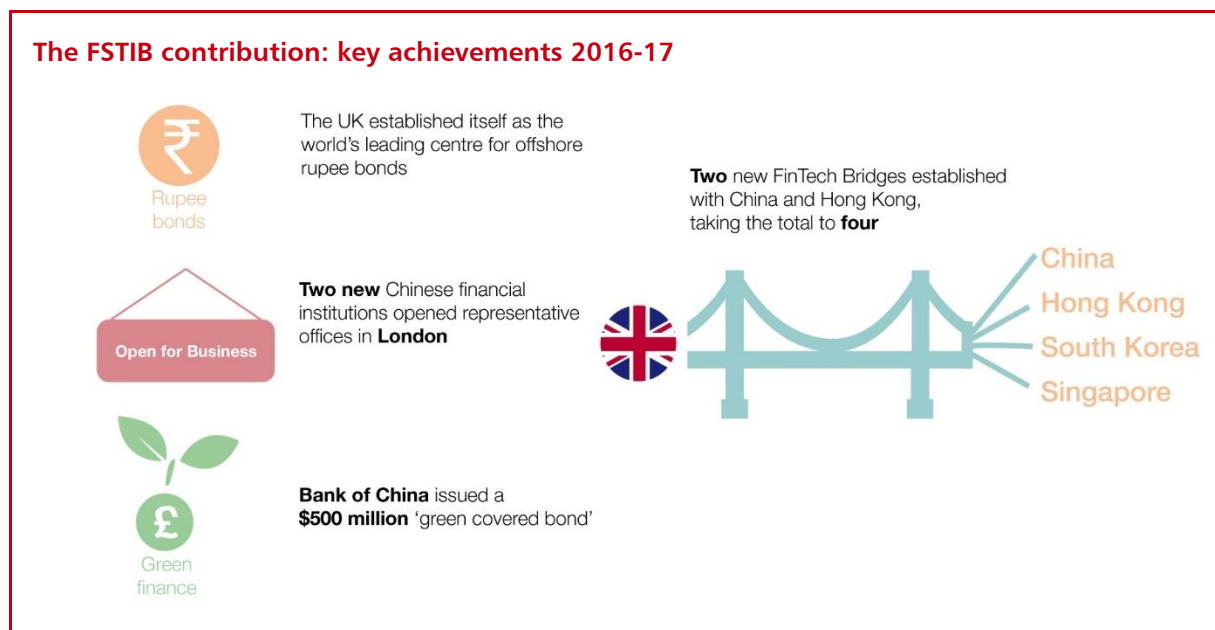 The FSTIB contribution: key achievements 2016-17
₹
Rupee
bonds
The UK established itself as the
world's leading centre for offshore
rupee bonds
Open for Business
Two new Chinese financial
institutions opened representative
offices in London
£
Green
finance
Bank of China issued a
$500 million ‘green covered bond’
Two new FinTech Bridges established
with China and Hong Kong,
taking the total to four
China
Hong Kong
South Korea
Singapore